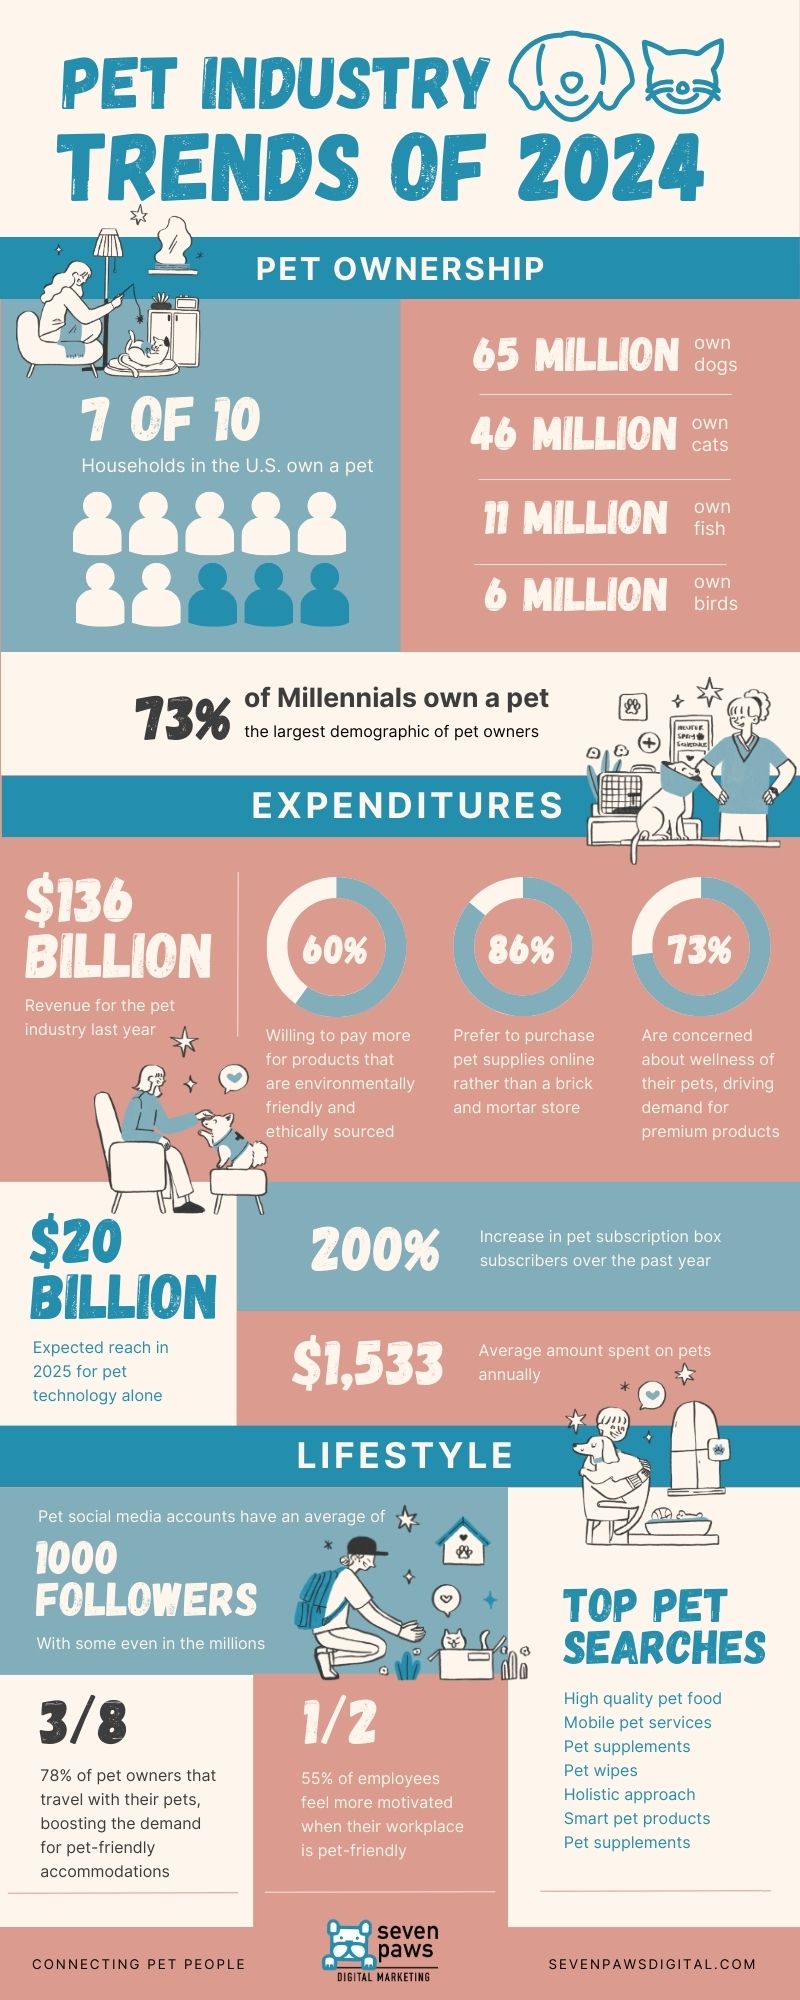 PET INDUSTRY
TRENDS OF 2024
PET OWNERSHIP
7 OF 10
Households in the U.S. own a pet
65 MILLION own dogs
46 MILLION own cats
11 MILLION own fish
6 MILLION own birds
73% of Millennials own a pet
the largest demographic of pet owners
NEUTER
SPAY
SCHEDULE
EXPENDITURES
$136
BILLION
Revenue for the pet
industry last year
60%
Willing to pay more
for products that
are environmentally
friendly and
ethically sourced
86%
Prefer to purchase
pet supplies online
rather than a brick
and mortar store
73%
Are concerned
about wellness of
their pets, driving
demand for
premium products
$20
BILLION
Expected reach in
2025 for pet
technology alone
200%
Increase in pet subscription box
subscribers over the past year
$1,533
Average amount spent on pets
annually
LIFESTYLE
Pet social media accounts have an average of
1000
FOLLOWERS
With some even in the millions
3/8
78% of pet owners that
travel with their pets,
boosting the demand
for pet-friendly
accommodations
1/2
55% of employees
feel more motivated
when their workplace
is pet-friendly
TOP PET
SEARCHES
High quality pet food
Mobile pet services
Pet supplements
Pet wipes
Holistic approach
Smart pet products
Pet supplements
CONNECTING PET PEOPLE
seven
paws
DIGITAL MARKETING
SEVENPAWSDIGITAL.COM